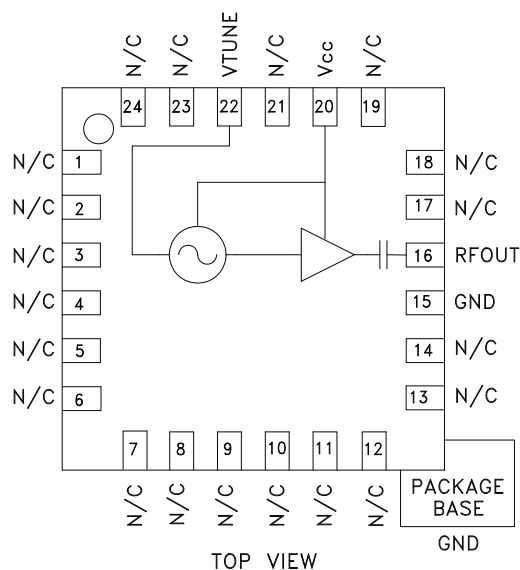 N/C N/C VTUNE N/C Vcc N/C
24 23 22 21 20 19
N/C 1 18 N/C
N/C 2 17 N/C
N/C 3 16 RFOUT
N/C 4 15 GND
N/C 5 14 N/C
N/C 6 13 N/C
7 8 9 10 11 12
N/C N/C N/C N/C N/C N/C
PACKAGE
BASE
GND
TOP VIEW